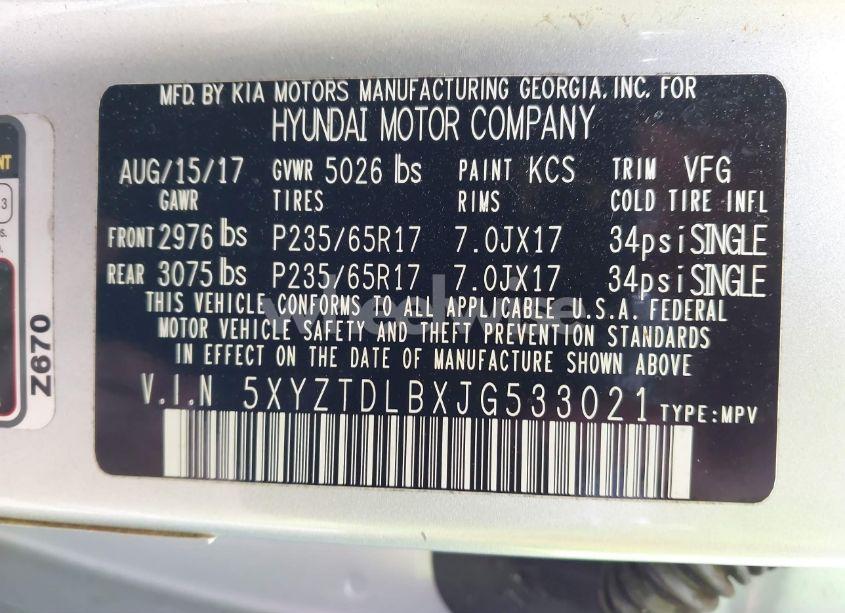 MFD. BY KIA MOTORS MANUFACTURING GEORGIA, INC. FOR
HYUNDAI MOTOR COMPANY
AUG/15/17 GVWR 5026 lbs PAINT KCS TRIM VFG
GAWR TIRES RIMS COLD TIRE INFL
FRONT 2976 lbs P235/65R17 7.0JX17 34psi SINGLE
REAR 3075 lbs P235/65R17 7.0JX17 34psi SINGLE
THIS VEHICLE CONFORMS TO ALL APPLICABLE U.S.A. FEDERAL
MOTOR VEHICLE SAFETY AND THEFT PREVENTION STANDARDS
IN EFFECT ON THE DATE OF MANUFACTURE SHOWN ABOVE
V.I.N 5XYZTDLBXJG533021 TYPE:MPV
Z670